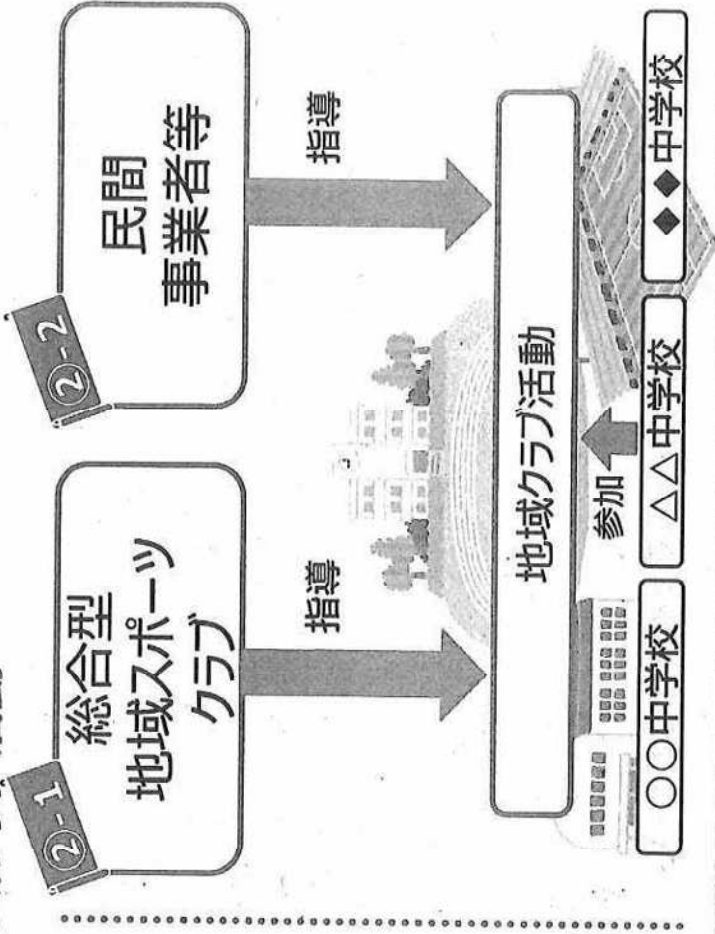 ②-1
総合型
地域スポーツ
クラブ
②-2
民間
事業者等
指導
指導
地域クラブ活動
参加
○○中学校
△△中学校
◆◆中学校